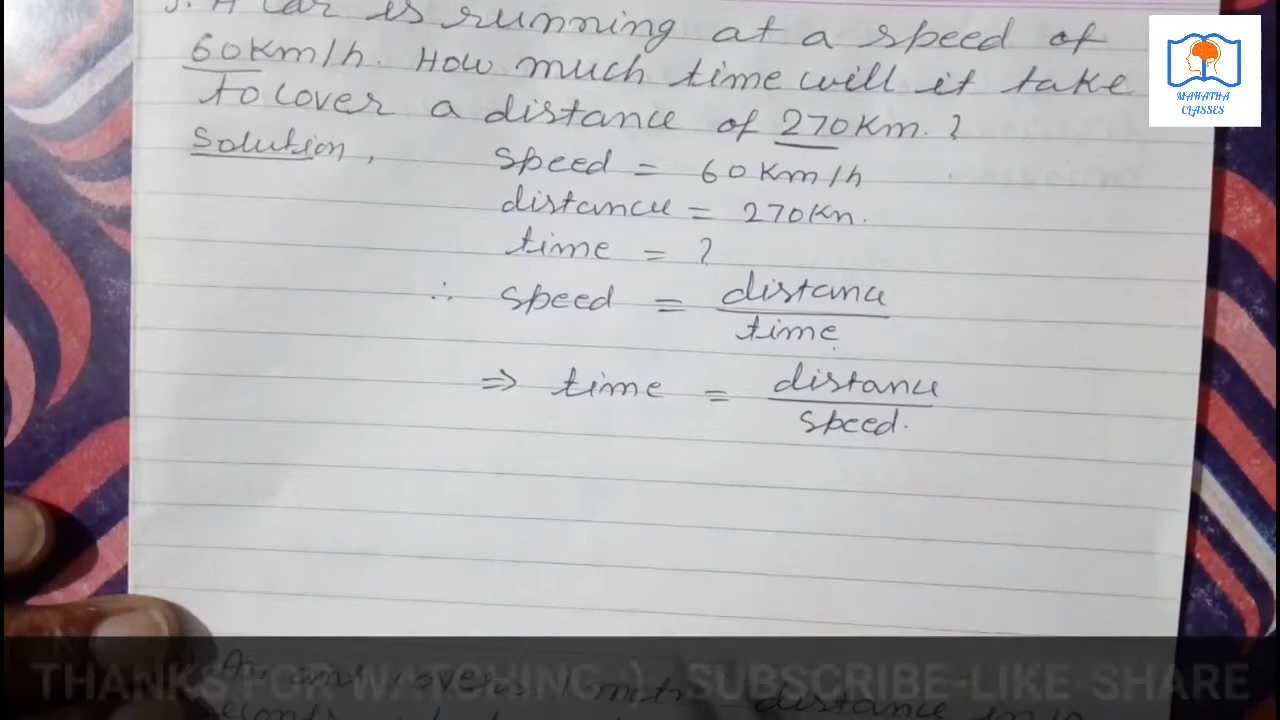 A car is running at a speed of
60Km/h. How much time will it take
to cover a distance of 270Km.?
Solution,
speed = 60Km/h
distance = 270Km.
time = ?
∴ speed = distance / time
⇒ time = distance / speed.
MAHATHA
CLASSES
THANKS FOR WATCHING :) SUBSCRIBE-LIKE SHARE
covers
distance